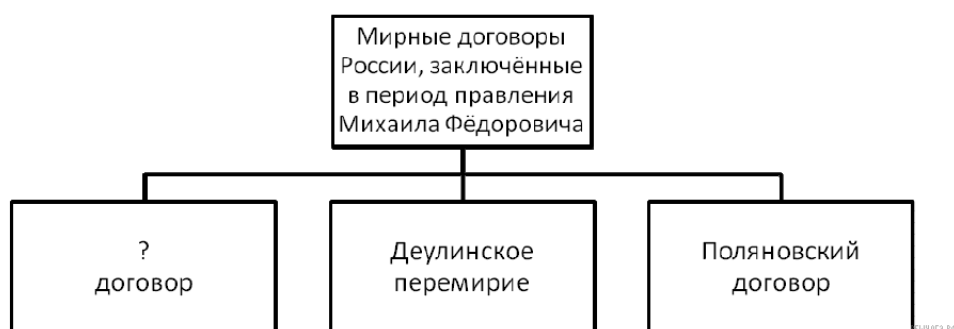 Мирные договоры
России, заключённые
в период правления
Михаила Фёдоровича
?
договор
Деулинское
перемирие
Поляновский
договор